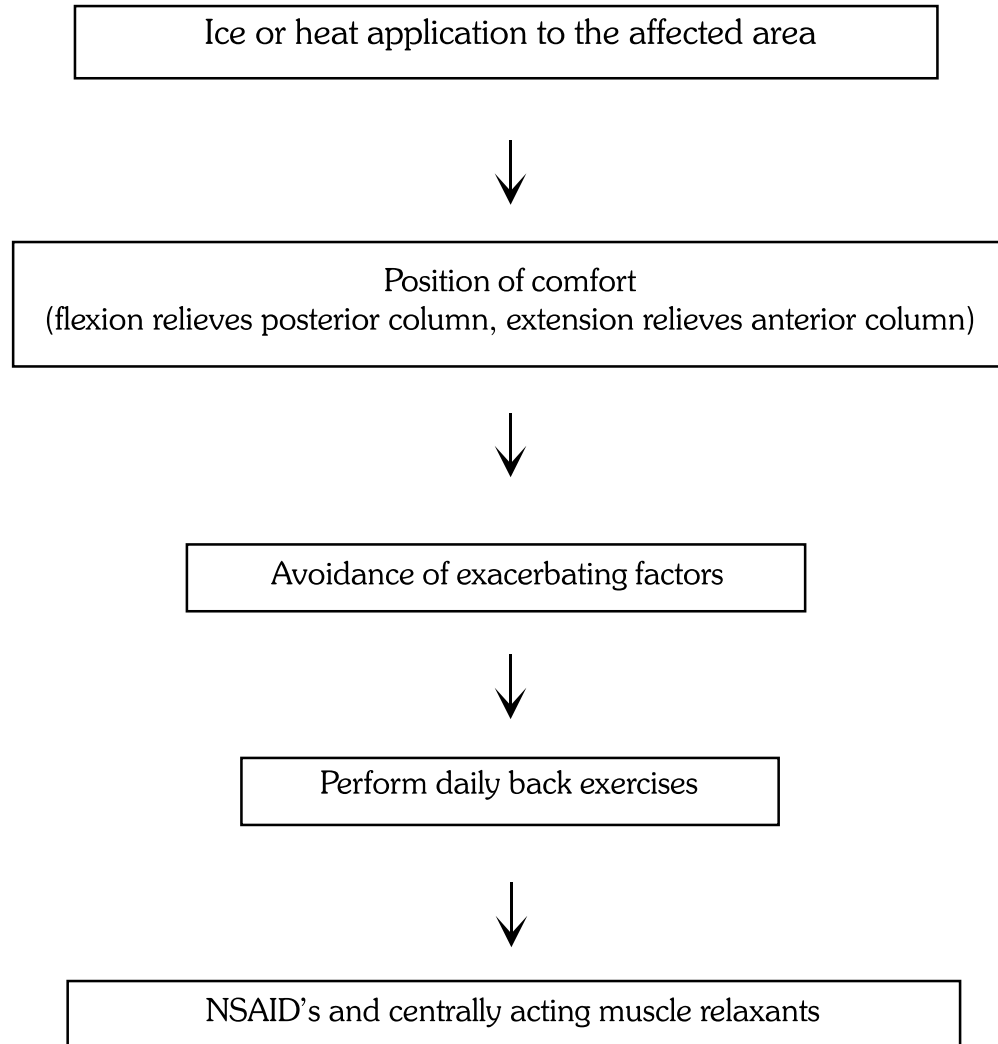 Ice or heat application to the affected area
Position of comfort
(flexion relieves posterior column, extension relieves anterior column)
Avoidance of exacerbating factors
Perform daily back exercises
NSAID’s and centrally acting muscle relaxants